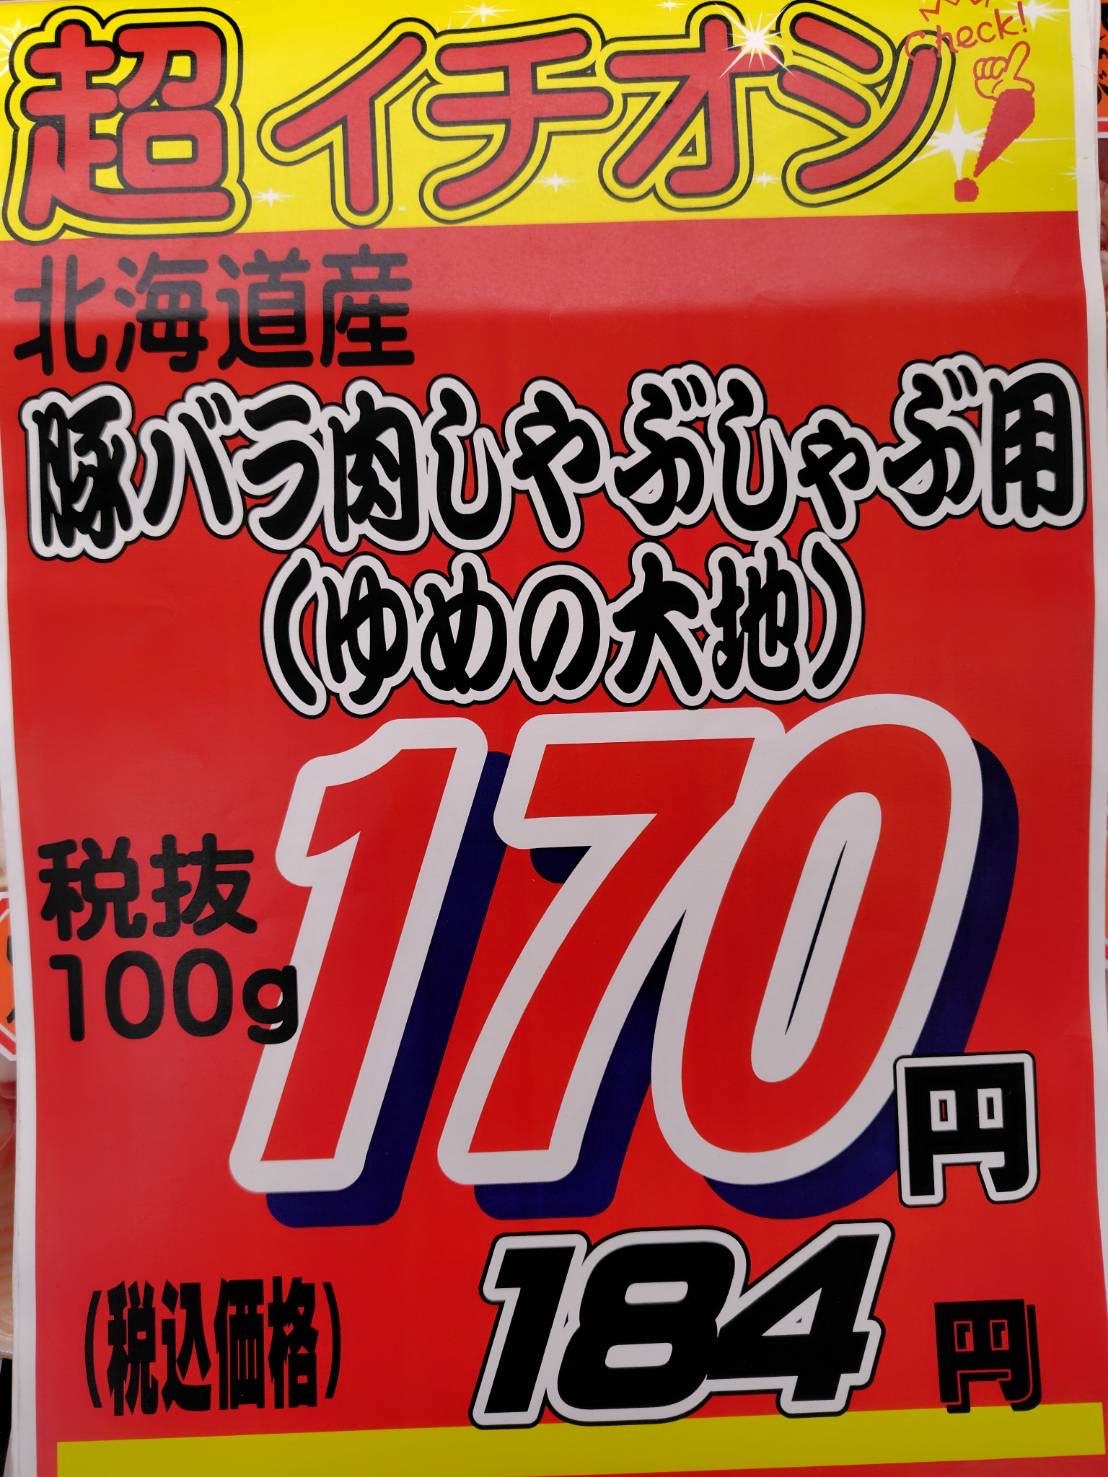 超イチオシ
Check!
北海道産
豚バラ肉しゃぶしゃぶ用
(ゆめの大地)
税抜
100g
170円
(税込価格)
184円